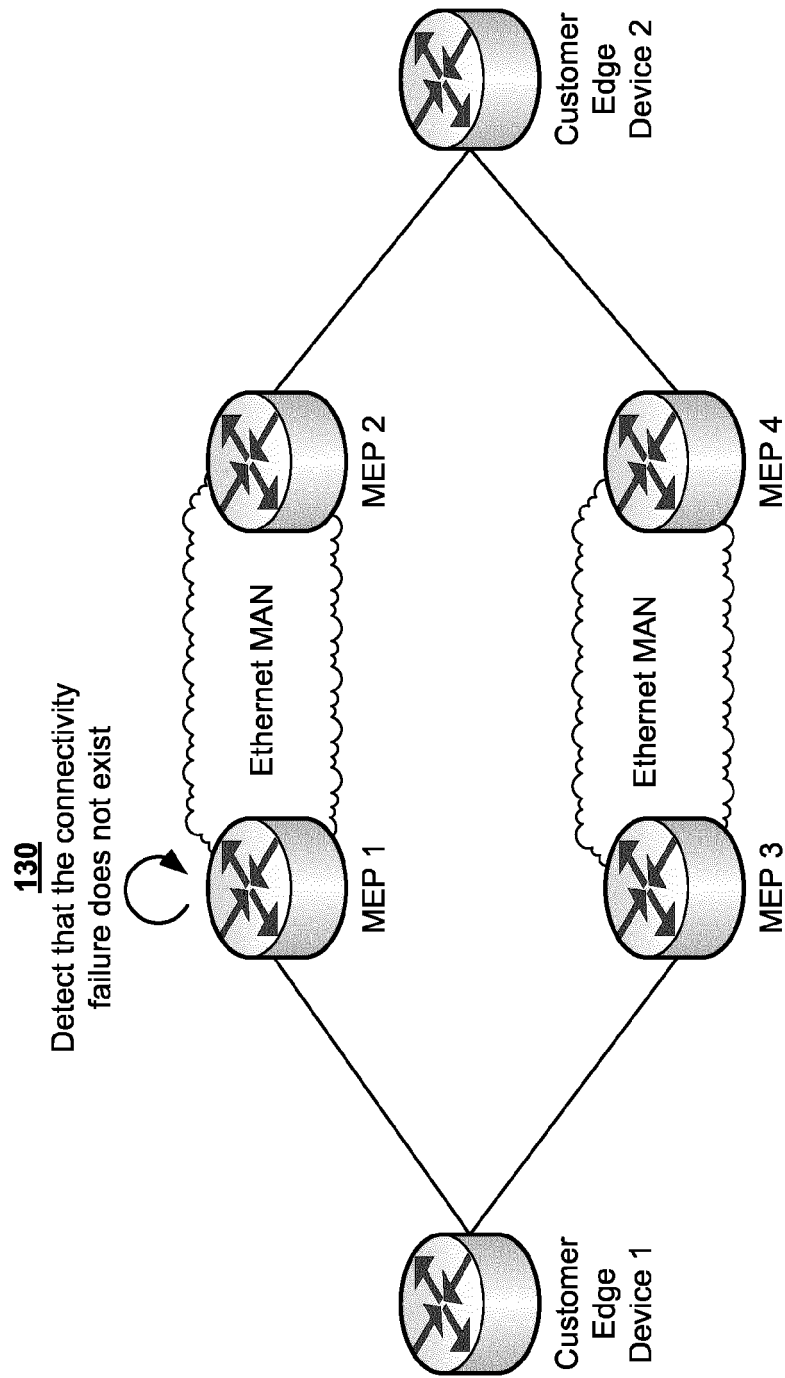 130
Detect that the connectivity
failure does not exist
Ethernet MAN
MEP 1
MEP 2
Customer
Edge
Device 1
Customer
Edge
Device 2
Ethernet MAN
MEP 3
MEP 4